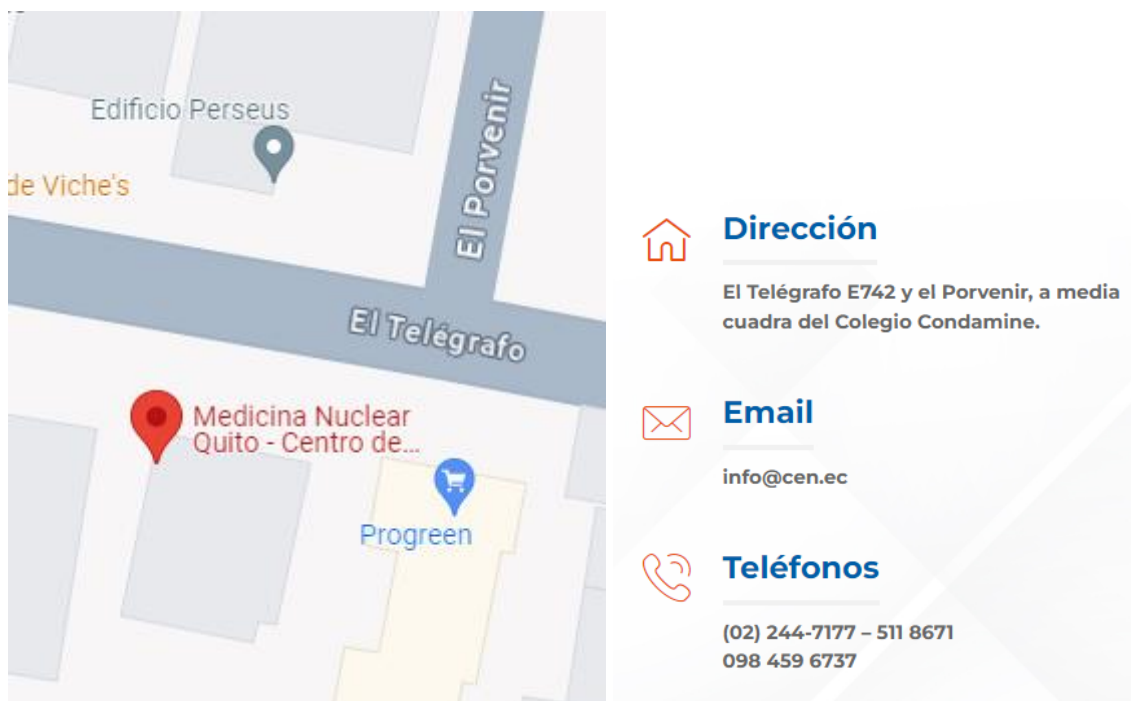 Edificio Perseus
de Viche's
El Porvenir
El Telégrafo
Medicina Nuclear
Quito - Centro de...
Progreen
Dirección
El Telégrafo E742 y el Porvenir, a media
cuadra del Colegio Condamine.
Email
info@cen.ec
Teléfonos
(02) 244-7177 – 511 8671
098 459 6737